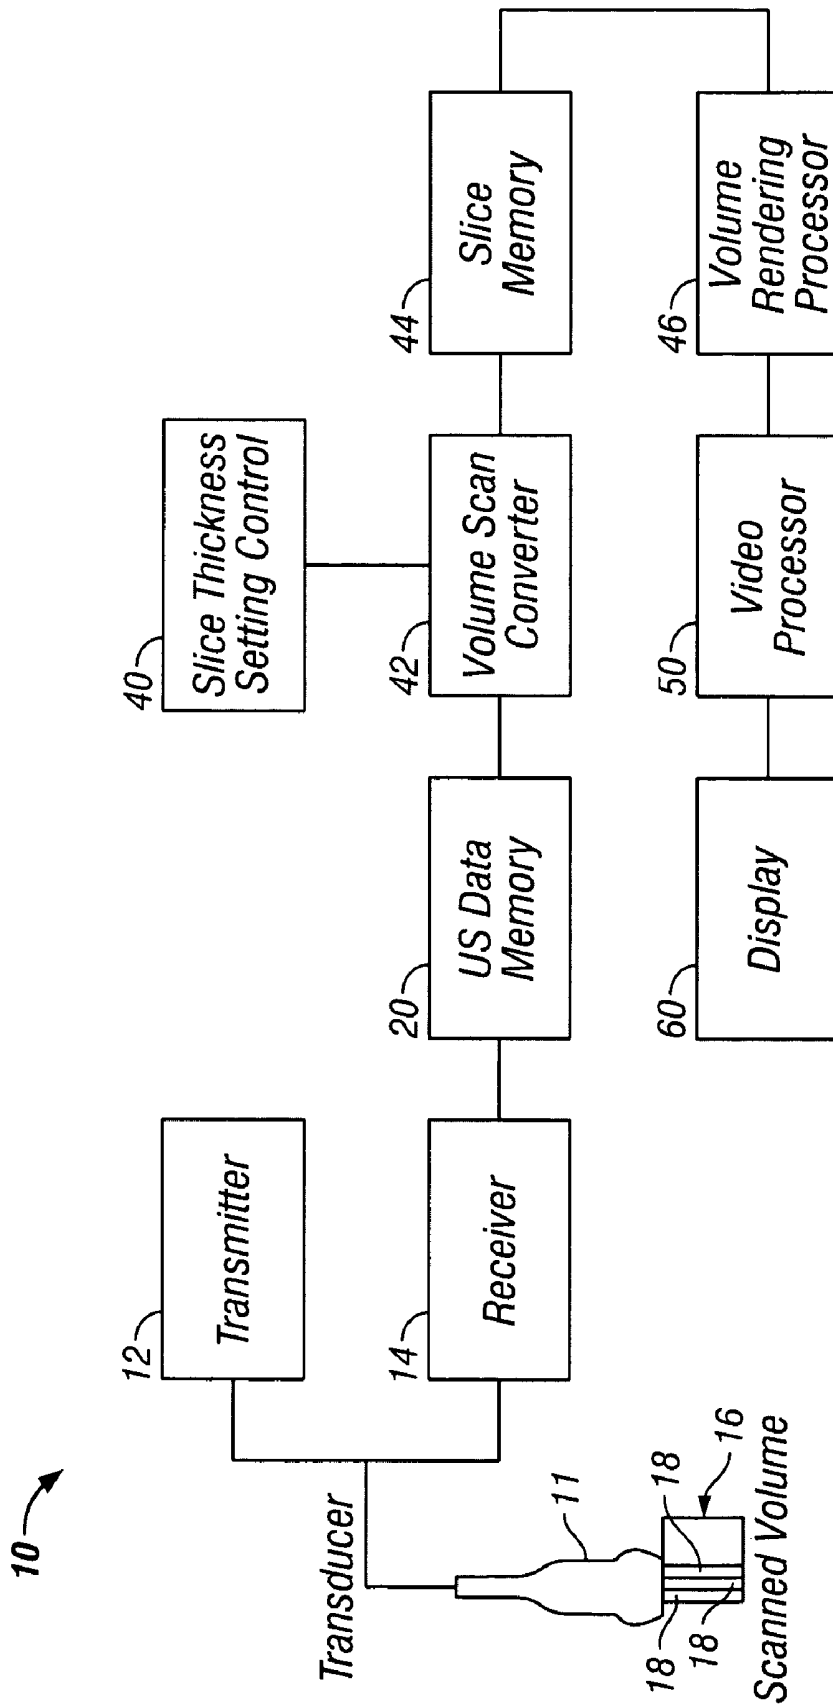 10
12
Transmitter
40
Slice Thickness
Setting Control
Transducer
14
Receiver
20
US Data
Memory
42
Volume Scan
Converter
44
Slice
Memory
11
18
18
18
16
Scanned Volume
60
Display
50
Video
Processor
46
Volume
Rendering
Processor